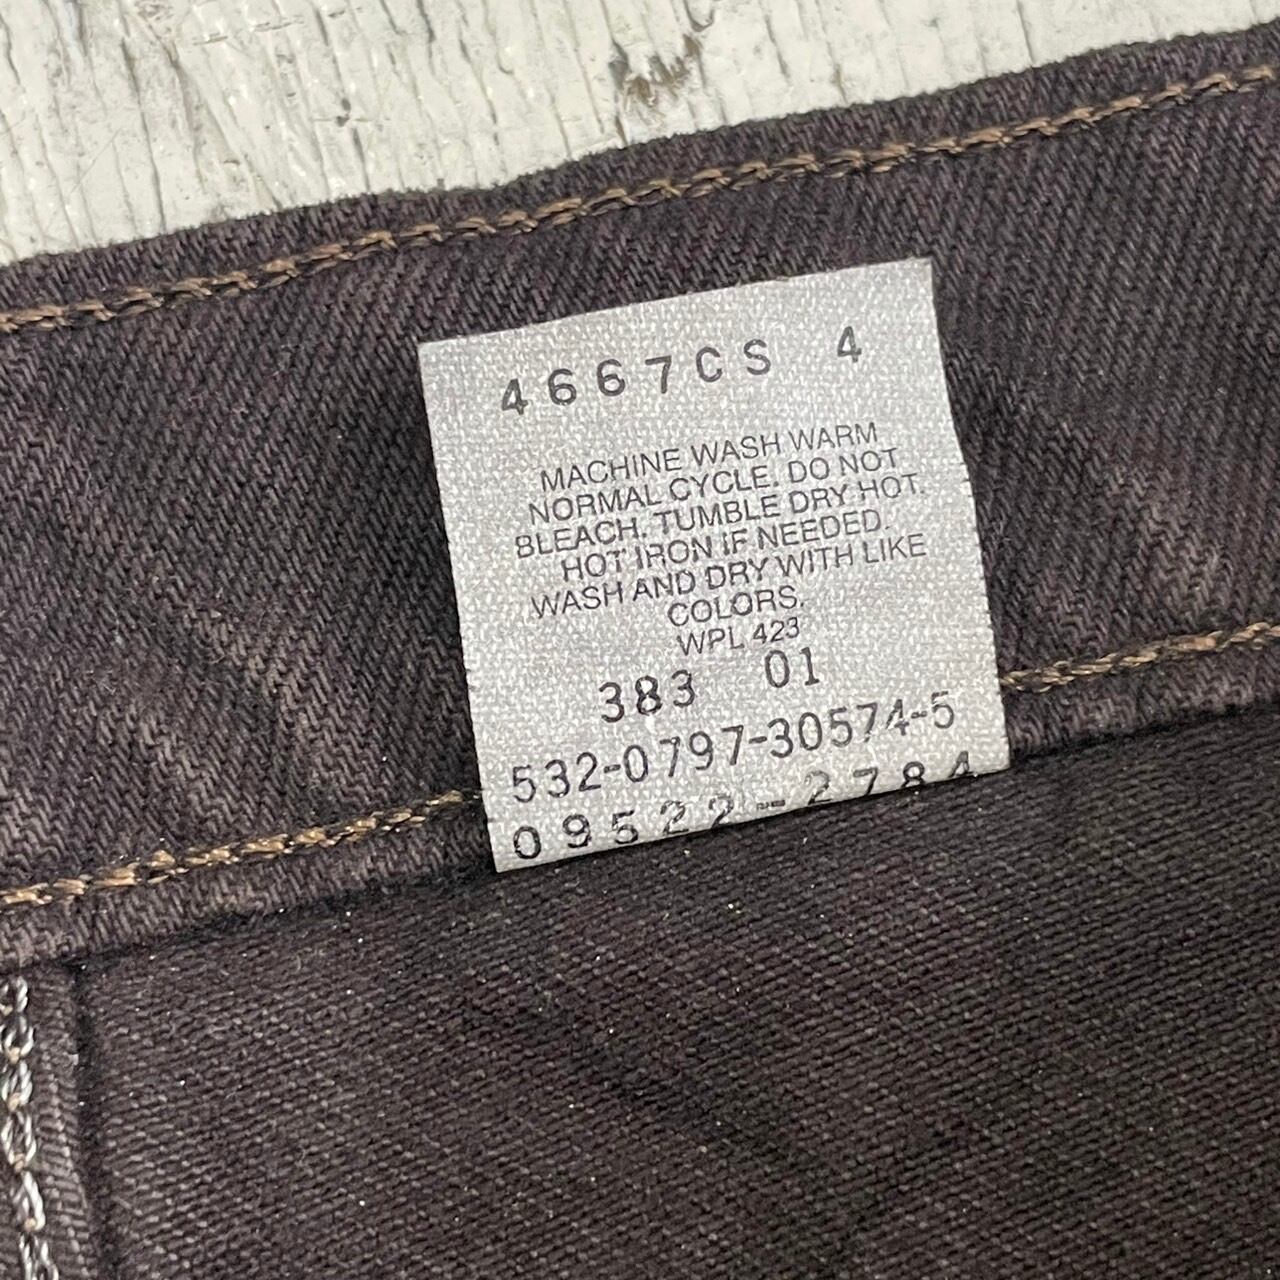 4667CS 4
MACHINE WASH WARM
NORMAL CYCLE. DO NOT
BLEACH. TUMBLE DRY HOT.
HOT IRON IF NEEDED.
WASH AND DRY WITH LIKE
COLORS.
WPL 423
383 01
532-0797-30574-5
09522-2784